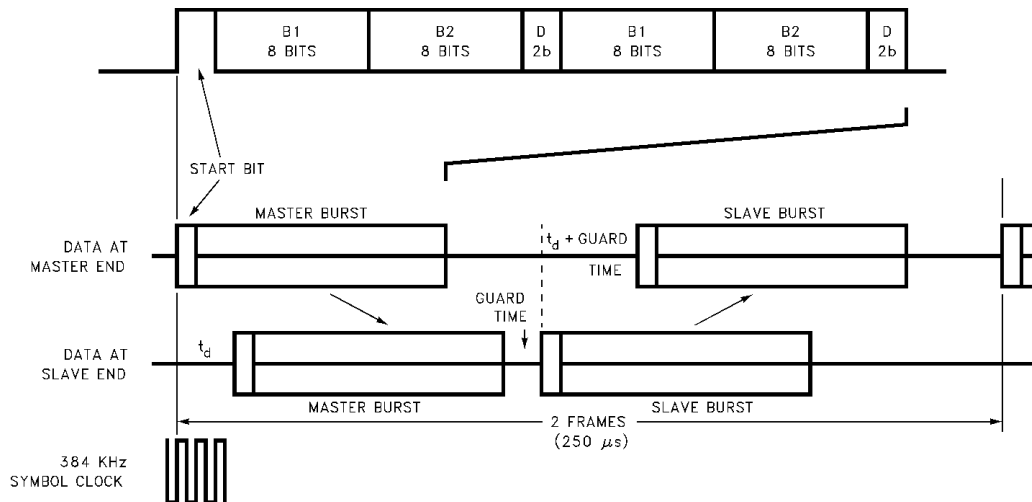 B1 B2 D B1 B2 D
8 BITS 8 BITS 2b 8 BITS 8 BITS 2b
START BIT
MASTER BURST
SLAVE BURST
DATA AT
MASTER END
t_d + GUARD
TIME
GUARD
TIME
t_d
DATA AT
SLAVE END
MASTER BURST
SLAVE BURST
2 FRAMES
(250 µs)
384 KHz
SYMBOL CLOCK